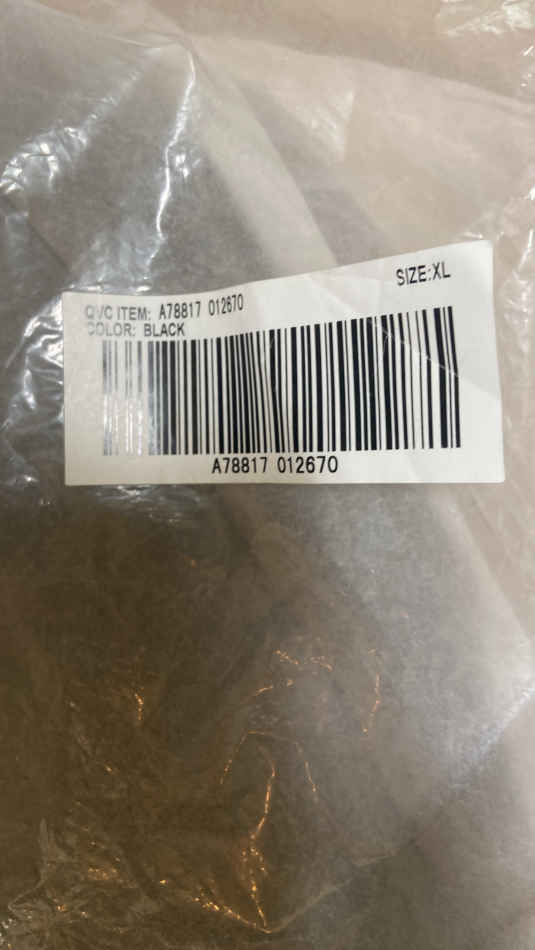 SIZE:XL
QVC ITEM: A78817 012670
COLOR: BLACK
A78817 012670